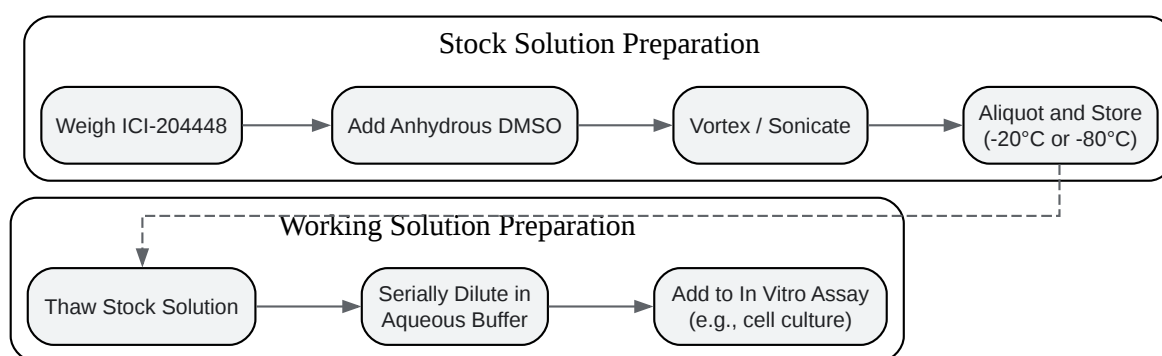 Stock Solution Preparation
Weigh ICI-204448
Add Anhydrous DMSO
Vortex / Sonicate
Aliquot and Store
(-20°C or -80°C)
Working Solution Preparation
Thaw Stock Solution
Serially Dilute in
Aqueous Buffer
Add to In Vitro Assay
(e.g., cell culture)